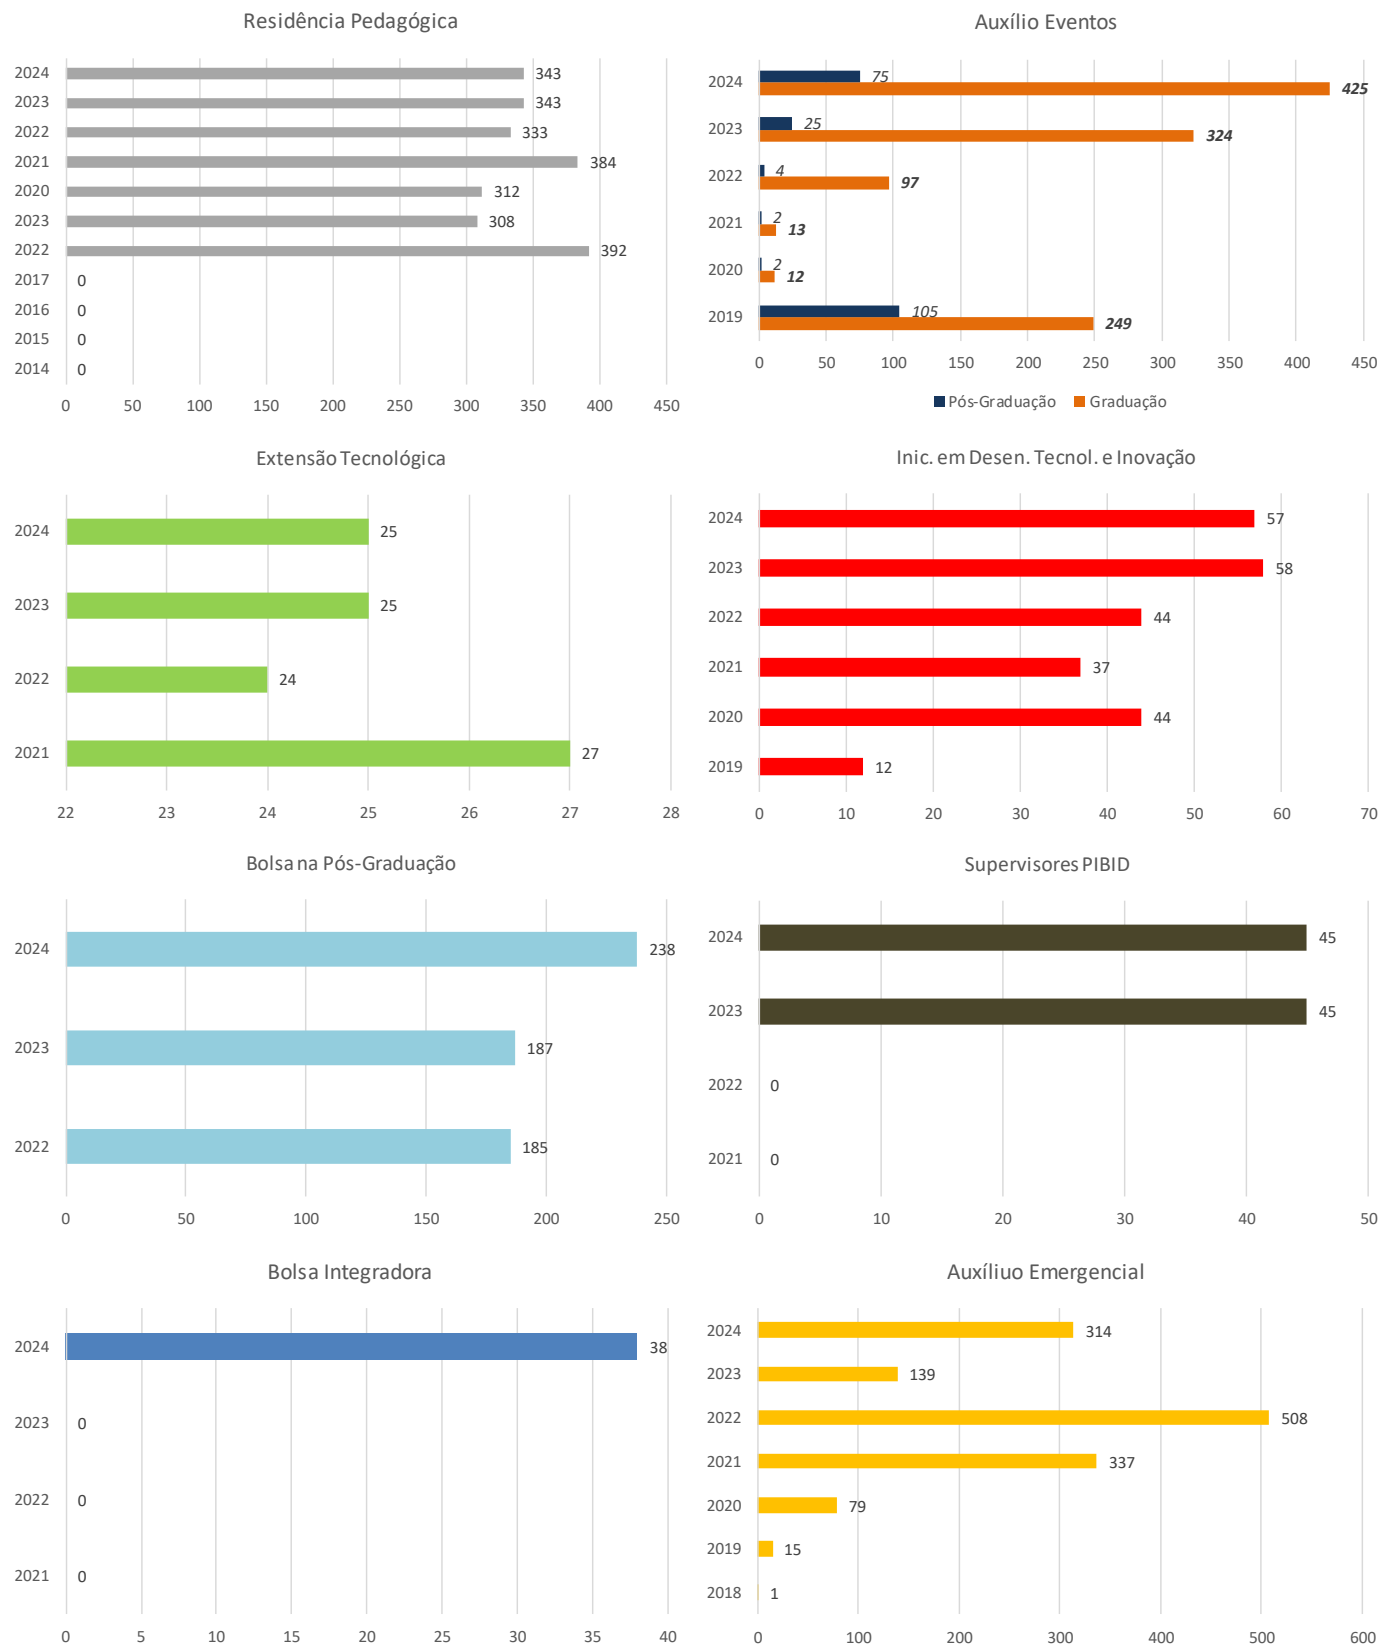 Residência Pedagógica
2024 343
2023 343
2022 333
2021 384
2020 312
2023 308
2022 392
2017 0
2016 0
2015 0
2014 0
0 50 100 150 200 250 300 350 400 450
Auxílio Eventos
2024 75 425
2023 25 324
2022 4 97
2021 2 13
2020 2 12
2019 105 249
0 50 100 150 200 250 300 350 400 450
Pós-Graduação Graduação
Extensão Tecnológica
2024 25
2023 25
2022 24
2021 27
22 23 24 25 26 27 28
Inic. em Desen. Tecnol. e Inovação
2024 57
2023 58
2022 44
2021 37
2020 44
2019 12
0 10 20 30 40 50 60 70
Bolsa na Pós-Graduação
2024 238
2023 187
2022 185
0 50 100 150 200 250
Supervisores PIBID
2024 45
2023 45
2022 0
2021 0
0 10 20 30 40 50
Bolsa Integradora
2024 38
2023 0
2022 0
2021 0
0 5 10 15 20 25 30 35 40
Auxíliuo Emergencial
2024 314
2023 139
2022 508
2021 337
2020 79
2019 15
2018 1
0 100 200 300 400 500 600